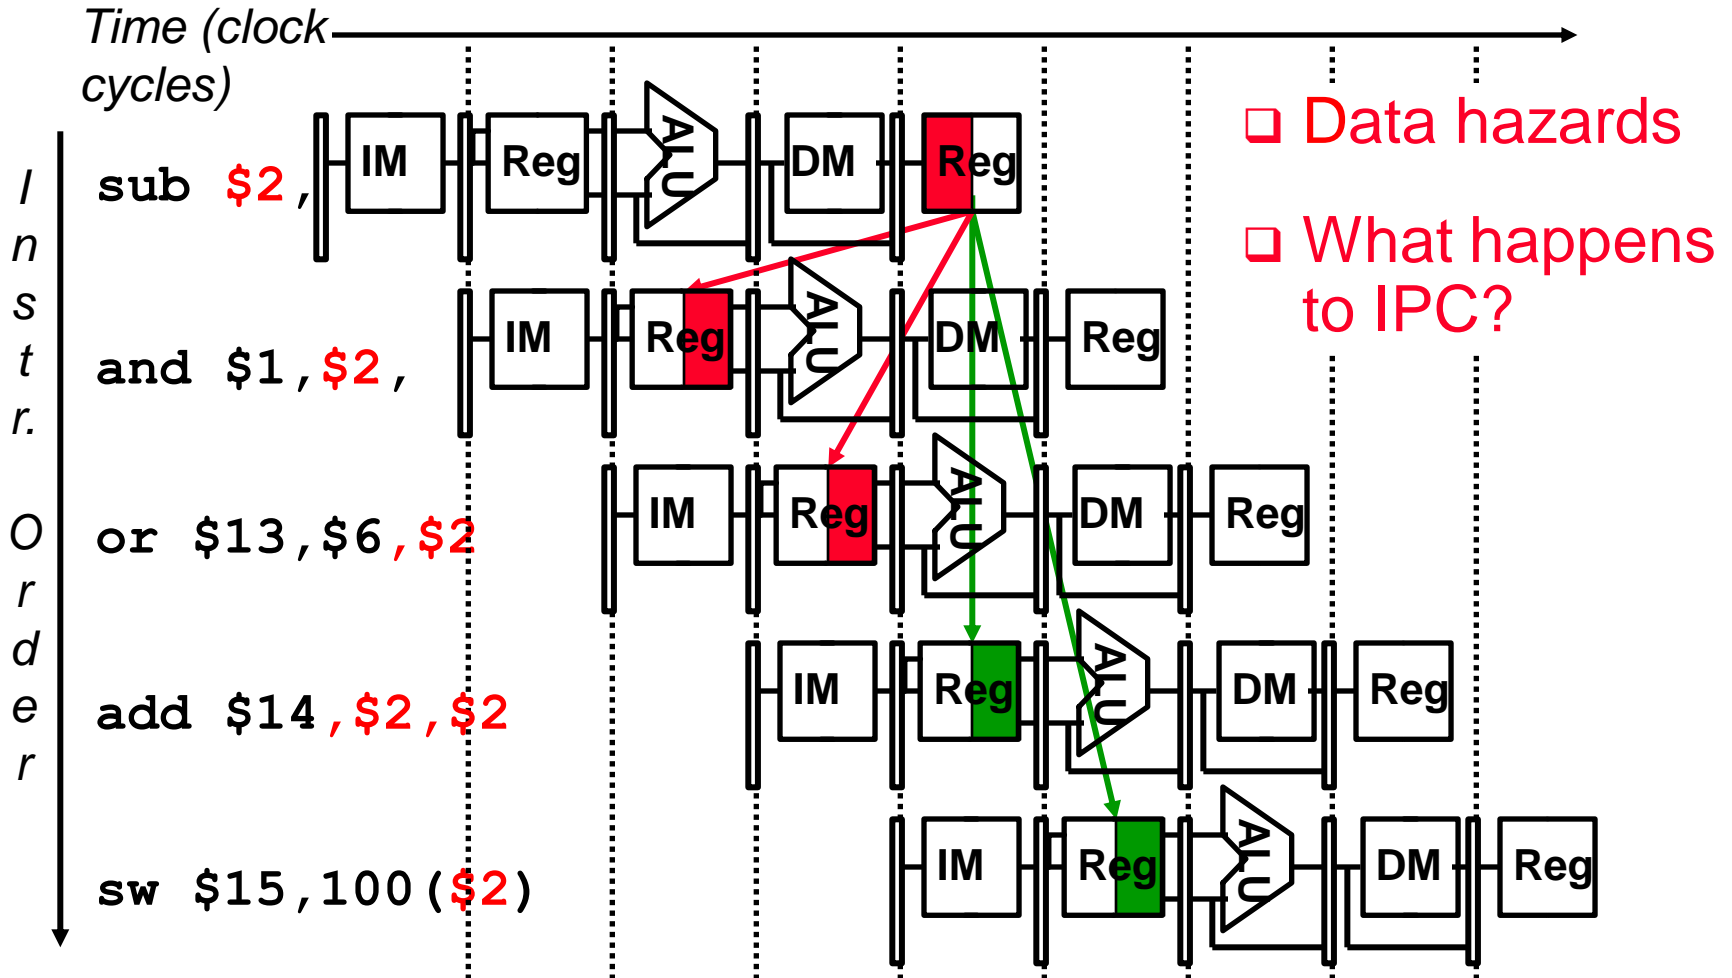 Time (clock
cycles)
❑ Data hazards
❑ What happens
to IPC?
Instr. Order
sub $2,
IM Reg ALU DM Reg
and $1,$2,
IM Reg ALU DM Reg
or $13,$6,$2
IM Reg ALU DM Reg
add $14,$2,$2
IM Reg ALU DM Reg
sw $15,100($2)
IM Reg ALU DM Reg